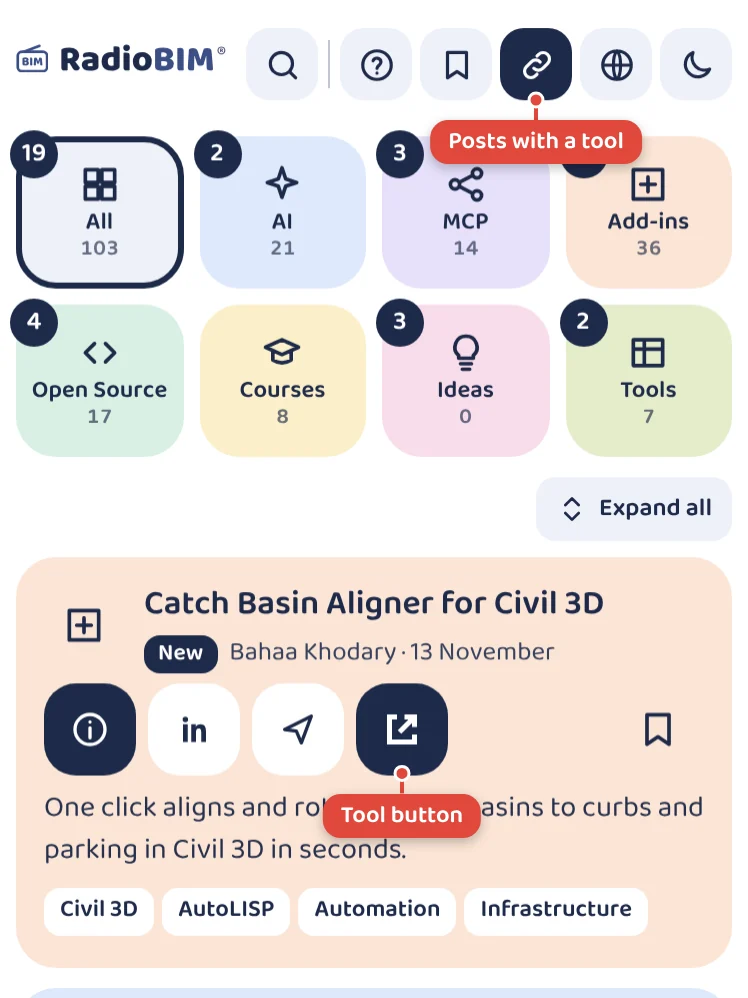 BIM RadioBIM®
Posts with a tool
19
All
103
2
AI
21
3
MCP
14
Add-ins
36
4
Open Source
17
Courses
8
3
Ideas
0
2
Tools
7
Expand all
Catch Basin Aligner for Civil 3D
New Bahaa Khodary · 13 November
in
One click aligns and
to curbs and
Tool button
parking in Civil 3D in seconds.
Civil 3D AutoLISP Automation Infrastructure